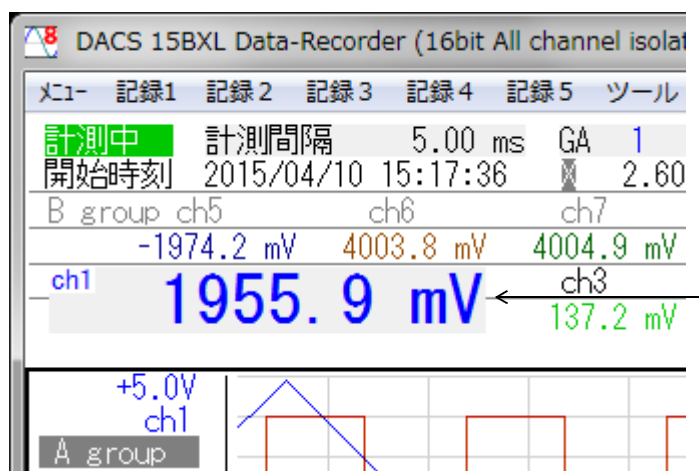 DACS 15BXL Data-Recorder (16bit All channel isolat
ﾒﾆｭｰ 記録1 記録2 記録3 記録4 記録5 ツール
計測中 計測間隔 5.00 ms GA 1
開始時刻 2015/04/10 15:17:36 2.60
B group ch5 ch6 ch7
-1974.2 mV 4003.8 mV 4004.9 mV
ch1 1955.9 mV ch3
137.2 mV
+5.0V
ch1
A group